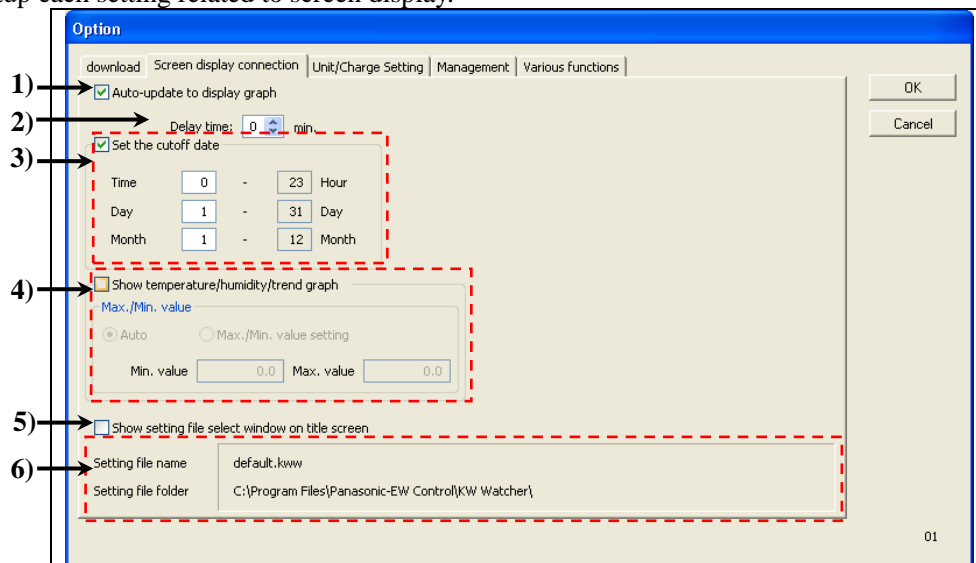 up each setting related to screen display.
Option
download Screen display connection Unit/Charge Setting Management Various functions
1) Auto-update to display graph OK
2) Delay time: 0 min. Cancel
3) Set the cutoff date
Time 0 - 23 Hour
Day 1 - 31 Day
Month 1 - 12 Month
4) Show temperature/humidity/trend graph
Max./Min. value
Auto Max./Min. value setting
Min. value 0.0 Max. value 0.0
5) Show setting file select window on title screen
6) Setting file name default.kww
Setting file folder C:\Program Files\Panasonic-EW Control\KW Watcher\
01